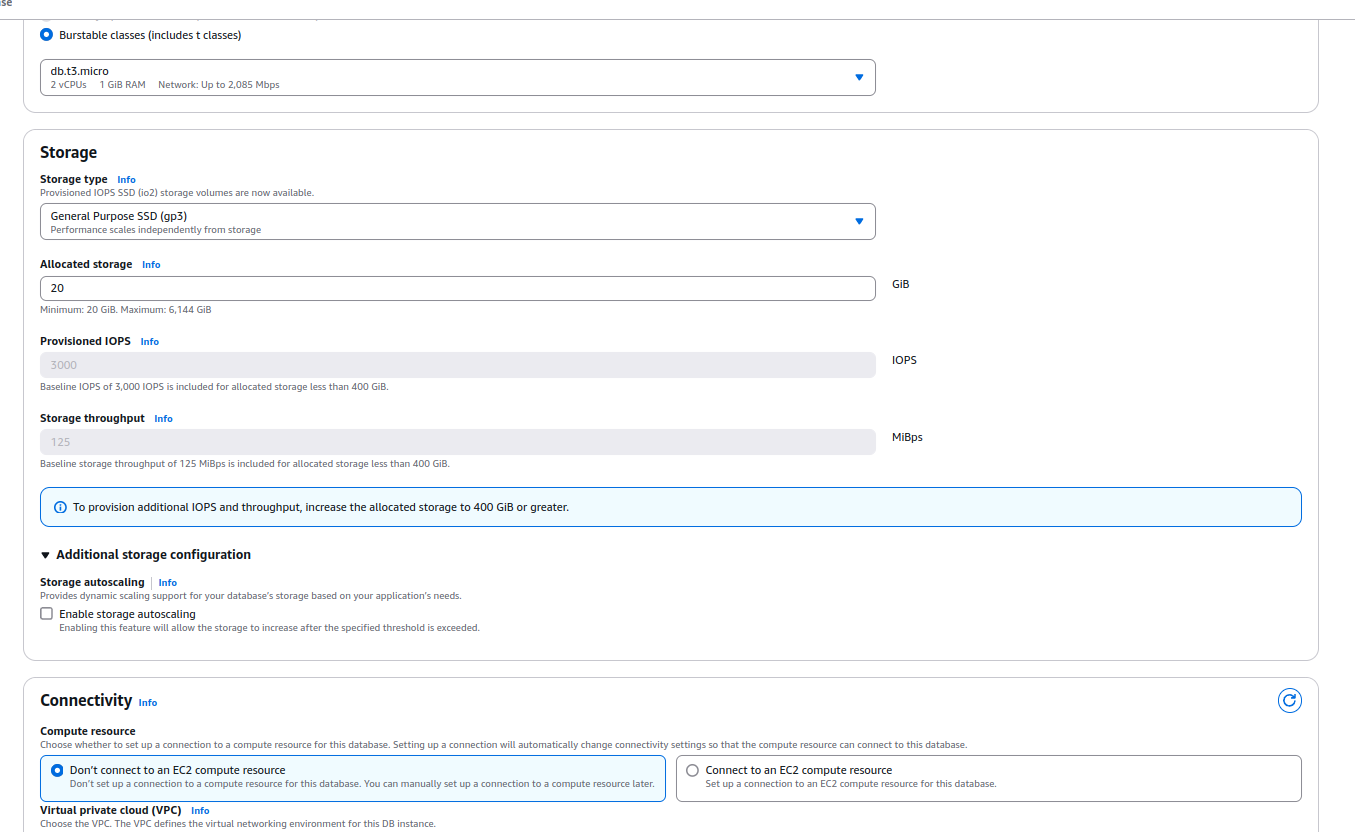 se
Burstable classes (includes t classes)
db.t3.micro
2 vCPUs 1 GiB RAM Network: Up to 2,085 Mbps
Storage
Storage type Info
Provisioned IOPS SSD (io2) storage volumes are now available.
General Purpose SSD (gp3)
Performance scales independently from storage
Allocated storage Info
20 GiB
Minimum: 20 GiB. Maximum: 6,144 GiB
Provisioned IOPS Info
3000 IOPS
Baseline IOPS of 3,000 IOPS is included for allocated storage less than 400 GiB.
Storage throughput Info
125 MiBps
Baseline storage throughput of 125 MiBps is included for allocated storage less than 400 GiB.
To provision additional IOPS and throughput, increase the allocated storage to 400 GiB or greater.
Additional storage configuration
Storage autoscaling Info
Provides dynamic scaling support for your database's storage based on your application's needs.
Enable storage autoscaling
Enabling this feature will allow the storage to increase after the specified threshold is exceeded.
Connectivity Info
Compute resource
Choose whether to set up a connection to a compute resource for this database. Setting up a connection will automatically change connectivity settings so that the compute resource can connect to this database.
Don't connect to an EC2 compute resource
Don't set up a connection to a compute resource for this database. You can manually set up a connection to a compute resource later.
Connect to an EC2 compute resource
Set up a connection to an EC2 compute resource for this database.
Virtual private cloud (VPC) Info
Choose the VPC. The VPC defines the virtual networking environment for this DB instance.